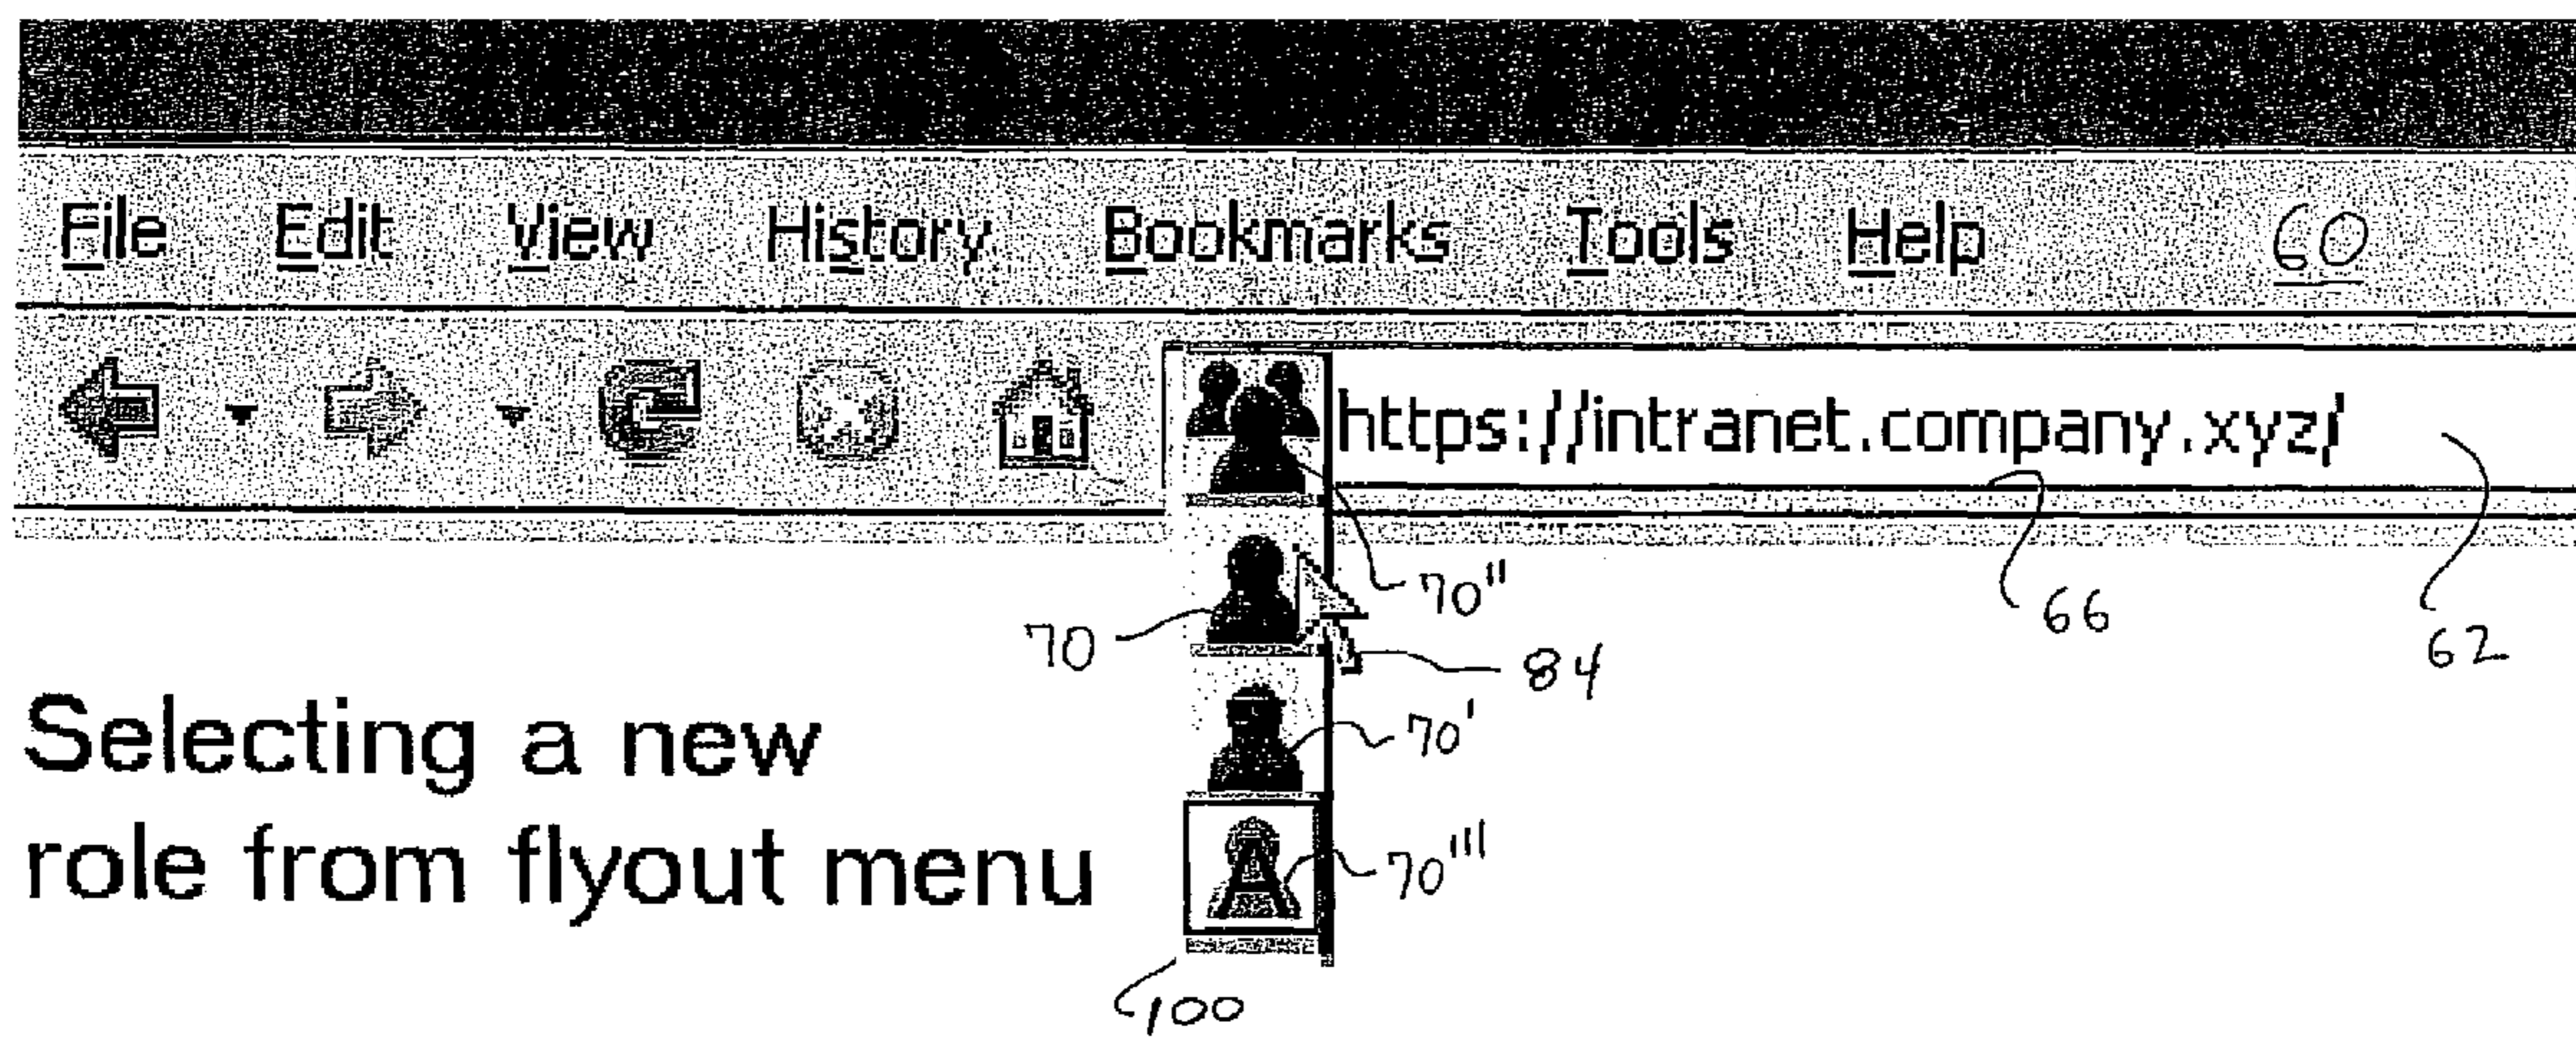 File Edit View History Bookmarks Tools Help 60
https://intranet.company.xyz/
70"
66
70
62
84
70'
Selecting a new
role from flyout menu
A
70'''
100